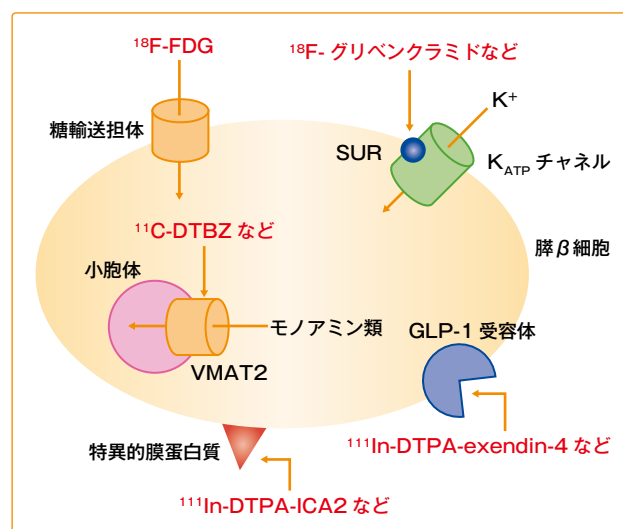 ¹⁸F-FDG
¹⁸F- グリベンクラミドなど
糖輸送担体
K⁺
SUR
K_ATP チャネル
¹¹C-DTBZ など
膵β細胞
小胞体
モノアミン類
GLP-1 受容体
VMAT2
特異的膜蛋白質
¹¹¹In-DTPA-exendin-4 など
¹¹¹In-DTPA-ICA2 など